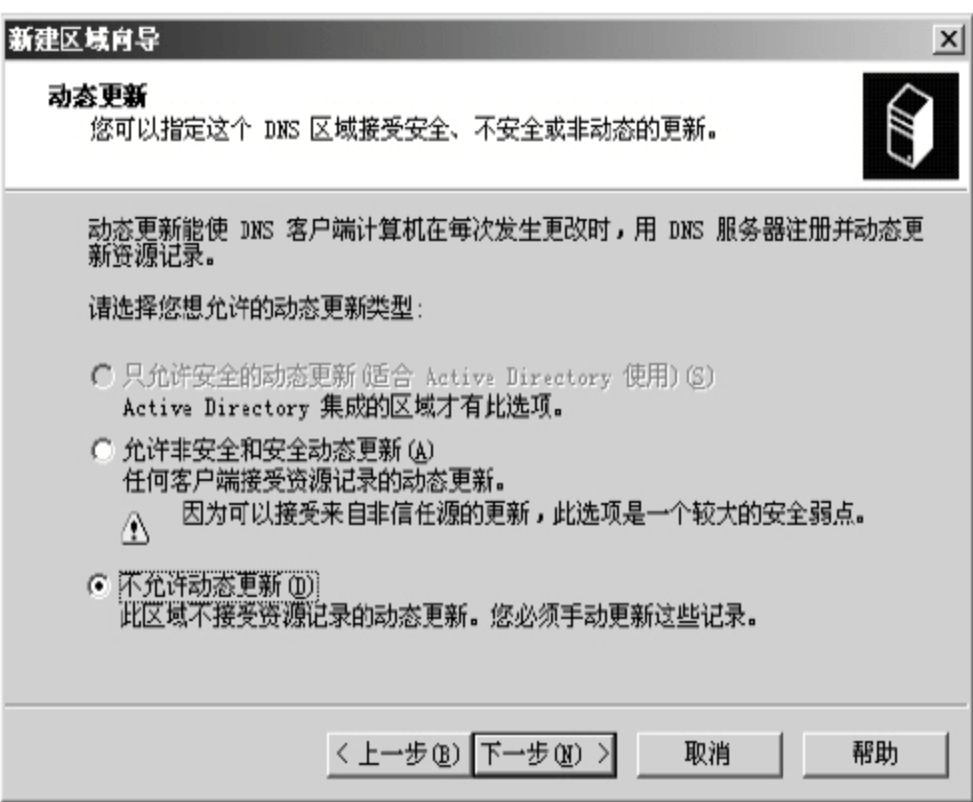 新建区域向导
动态更新
您可以指定这个 DNS 区域接受安全、不安全或非动态的更新。
动态更新能使 DNS 客户端计算机在每次发生更改时，用 DNS 服务器注册并动态更
新资源记录。
请选择您想允许的动态更新类型:
只允许安全的动态更新(适合 Active Directory 使用)(S)
Active Directory 集成的区域才有此选项。
允许非安全和安全动态更新(A)
任何客户端接受资源记录的动态更新。
因为可以接受来自非信任源的更新，此选项是一个较大的安全弱点。
不允许动态更新(D)
此区域不接受资源记录的动态更新。您必须手动更新这些记录。
< 上一步(B) 下一步(N) > 取消 帮助